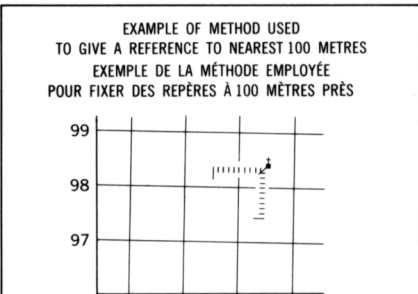 EXAMPLE OF METHOD USED
TO GIVE A REFERENCE TO NEAREST 100 METRES
EXEMPLE DE LA MÉTHODE EMPLOYÉE
POUR FIXER DES REPÈRES À 100 MÈTRES PRÈS
99
98
97